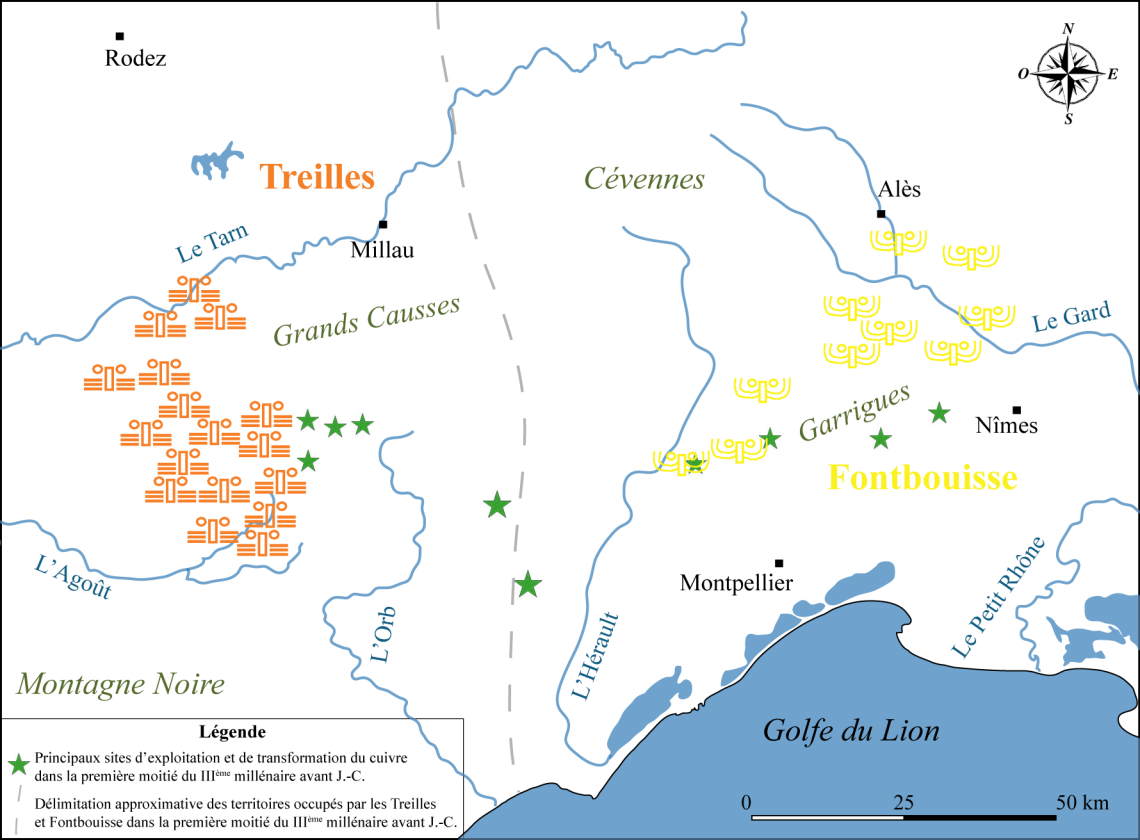 Rodez
N
O
E
S
Treilles
Cévennes
Alès
Le Tarn
Millau
Grands Causses
Le Gard
Garrigues
Nîmes
Fontbouisse
L'Agoût
L'Orb
L'Hérault
Montpellier
Le Petit Rhône
Montagne Noire
Golfe du Lion
Légende
Principaux sites d'exploitation et de transformation du cuivre
dans la première moitié du IIIème millénaire avant J.-C.
Délimitation approximative des territoires occupés par les Treilles
et Fontbouisse dans la première moitié du IIIème millénaire avant J.-C.
0 25 50 km